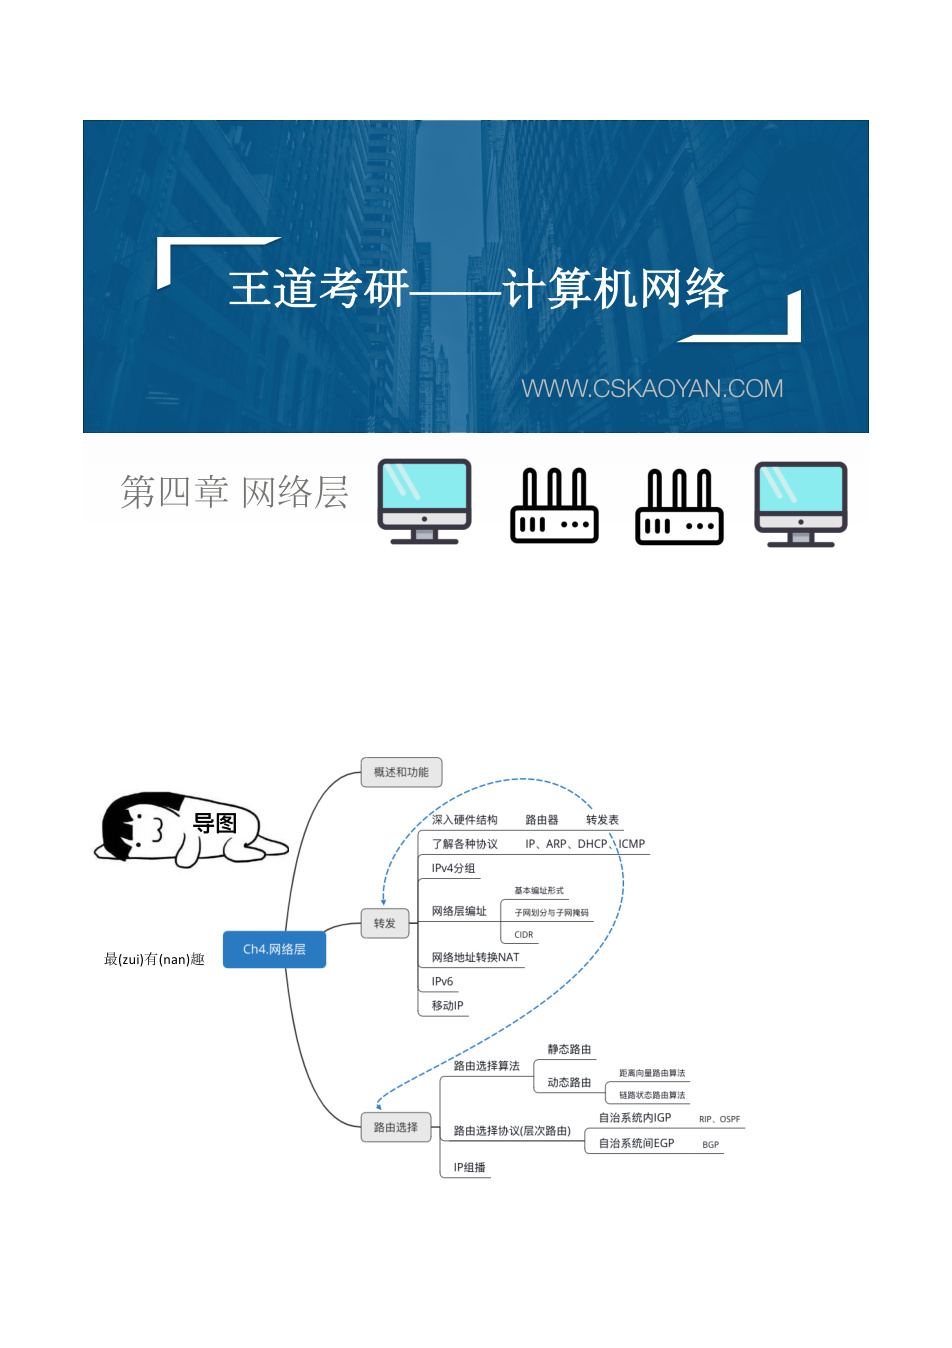 王道考研——计算机网络
WWW.CSKAOYAN.COM
第四章 网络层
导图
最(zui)有(nan)趣
Ch4.网络层
概述和功能
转发
深入硬件结构 路由器 转发表
了解各种协议 IP、ARP、DHCP、ICMP
IPv4分组
网络层编址
基本编址形式
子网划分与子网掩码
CIDR
网络地址转换NAT
IPv6
移动IP
路由选择
路由选择算法
静态路由
动态路由
距离向量路由算法
链路状态路由算法
路由选择协议(层次路由)
自治系统内IGP RIP、OSPF
自治系统间EGP BGP
IP组播